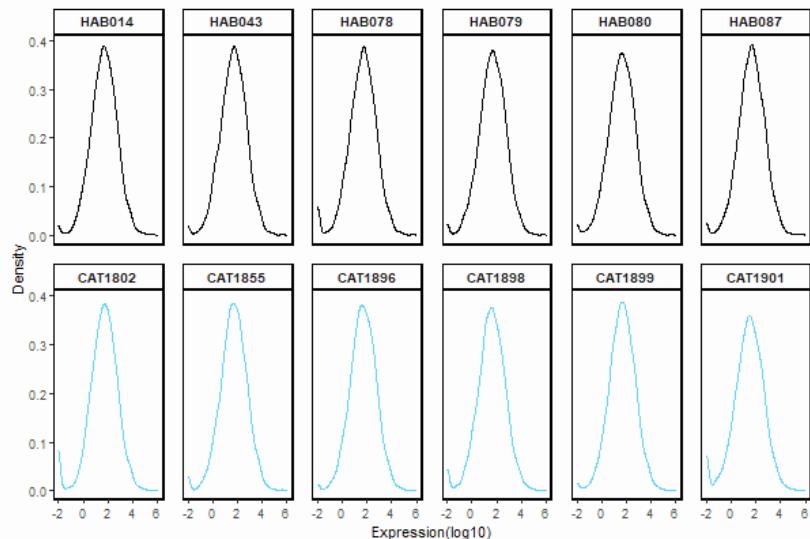 HAB014 HAB043 HAB078 HAB079 HAB080 HAB087
0.4
0.3
0.2
0.1
0.0
Density
CAT1802 CAT1855 CAT1896 CAT1898 CAT1899 CAT1901
0.4
0.3
0.2
0.1
0.0
-2 0 2 4 6 -2 0 2 4 6 -2 0 2 4 6 -2 0 2 4 6 -2 0 2 4 6 -2 0 2 4 6
Expression(log10)